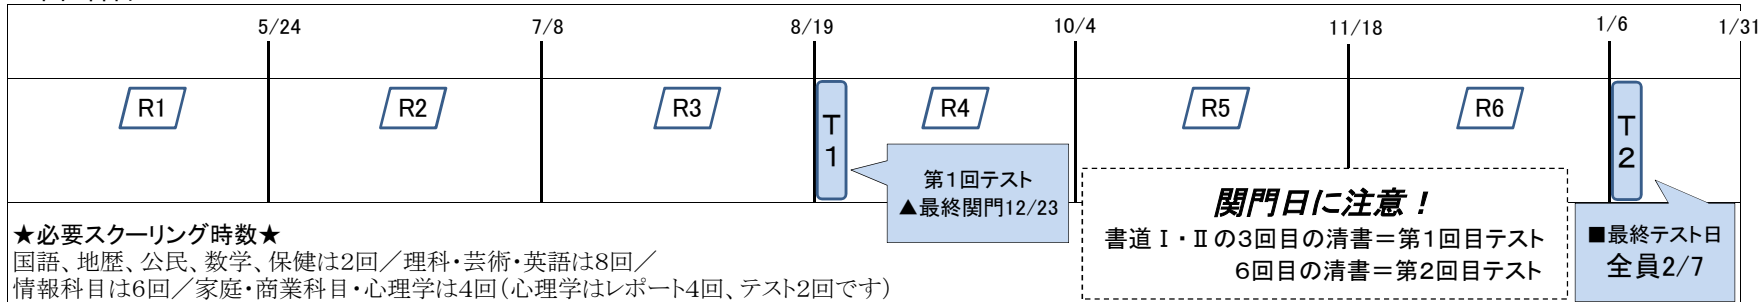 5/24 7/8 8/19 10/4 11/18 1/6 1/31
R1 R2 R3 R4 R5 R6
T1
T2
第1回テスト
▲最終関門12/23
関門日に注意！
書道Ⅰ・Ⅱの3回目の清書＝第1回目テスト
6回目の清書＝第2回目テスト
■最終テスト日
全員2/7
★必要スクーリング時数★
国語、地歴、公民、数学、保健は2回／理科・芸術・英語は8回／
情報科目は6回／家庭・商業科目・心理学は4回（心理学はレポート4回、テスト2回です）